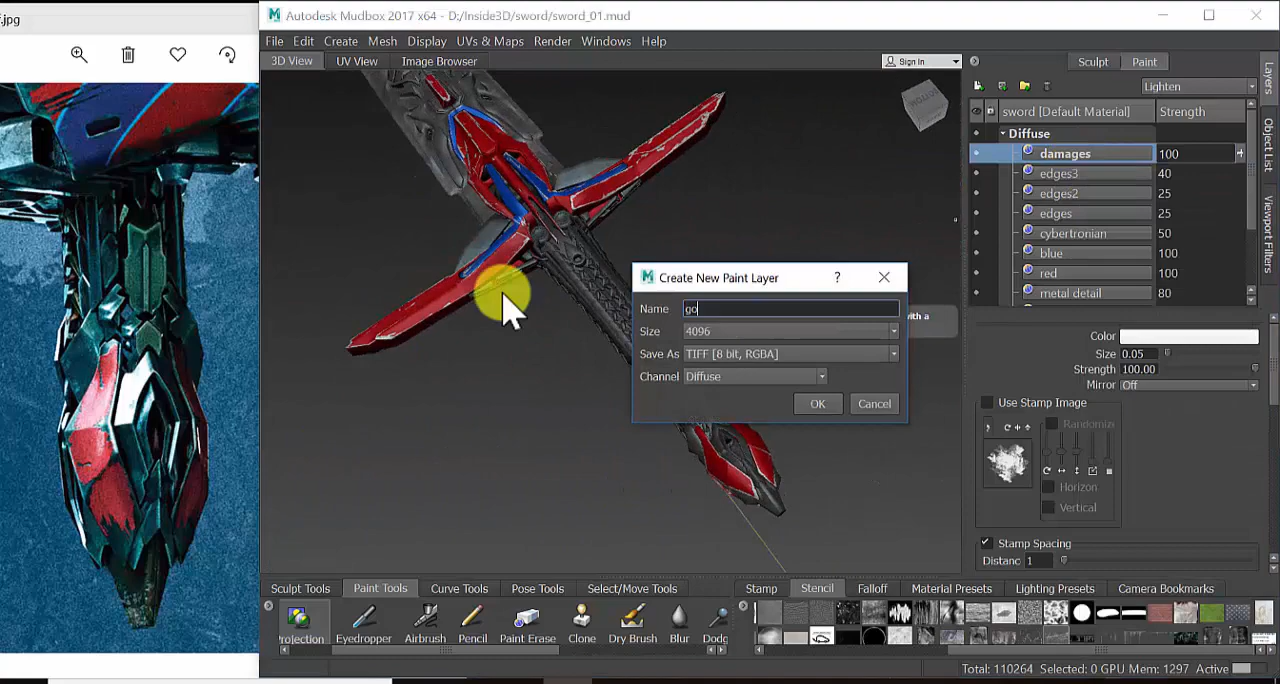 f.jpg
Autodesk Mudbox 2017 x64 - D:/Inside3D/sword/sword_01.mud
File Edit Create Mesh Display UVs & Maps Render Windows Help
3D View UV View Image Browser
Sign In
Sculpt Paint
Lighten
Layers
Object List
Viewport Filters
sword [Default Material] Strength
Diffuse
damages 100
edges3 40
edges2 25
edges 25
cybertronian 50
blue 100
red 100
metal detail 80
Create New Paint Layer
Name go
Size 4096
Save As TIFF [8 bit, RGBA]
Channel Diffuse
OK Cancel
with a
Color
Size 0.05
Strength 100.00
Mirror Off
Use Stamp Image
Randomize
Horizon
Vertical
Stamp Spacing
Distanc 1
Sculpt Tools Paint Tools Curve Tools Pose Tools Select/Move Tools
Stamp Stencil Falloff Material Presets Lighting Presets Camera Bookmarks
Projection Eyedropper Airbrush Pencil Paint Erase Clone Dry Brush Blur Dodg
Total: 110264 Selected: 0 GPU Mem: 1297 Active